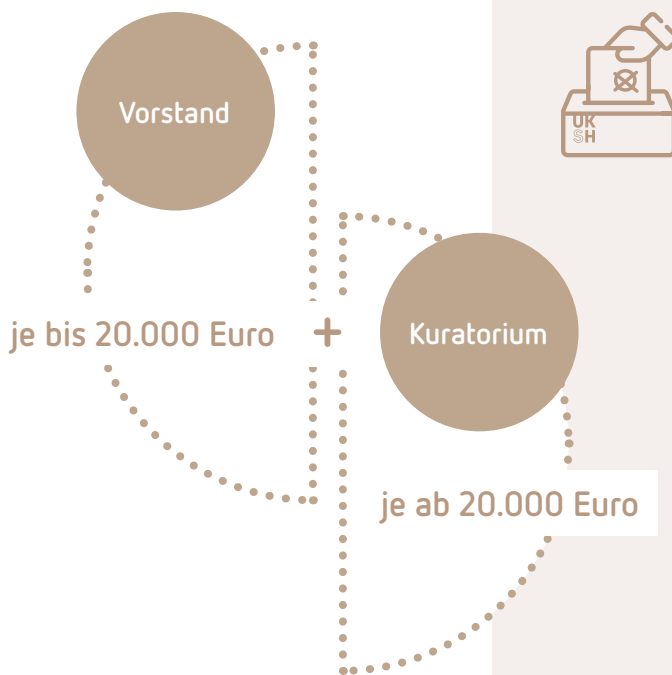 Vorstand
UK
SH
je bis 20.000 Euro
+
Kuratorium
je ab 20.000 Euro